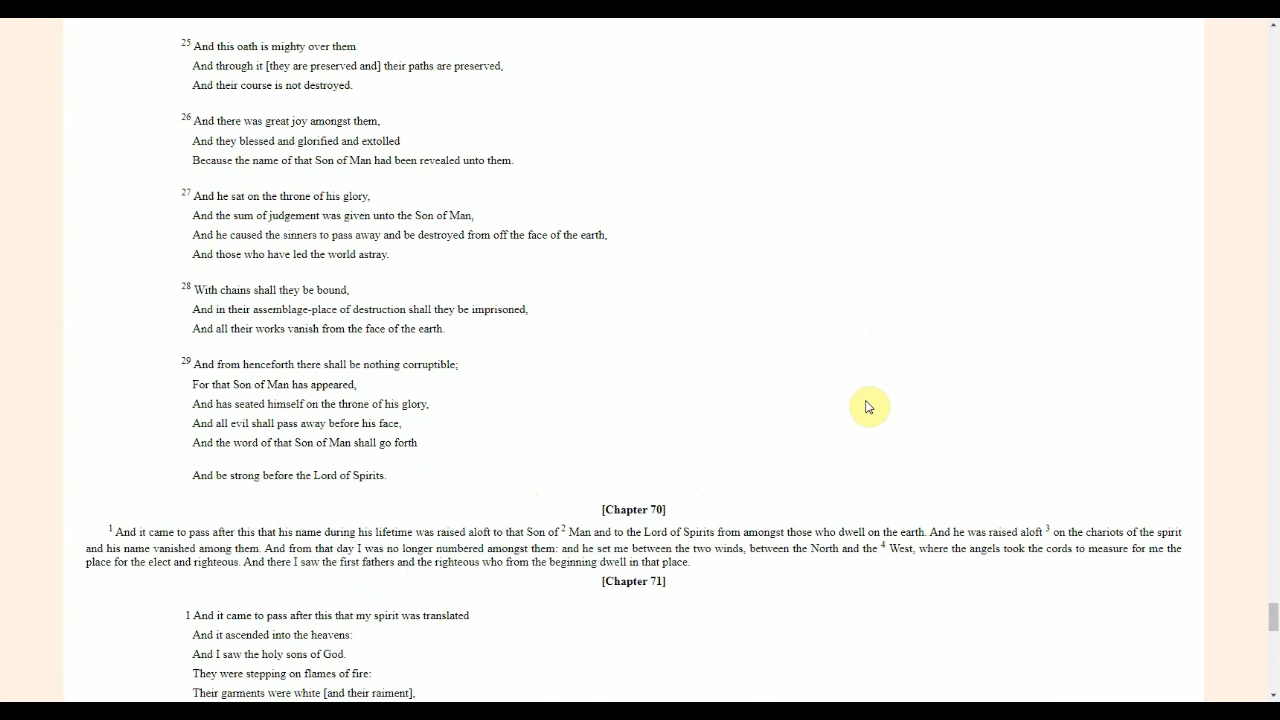 25 And this oath is mighty over them
And through it [they are preserved and] their paths are preserved,
And their course is not destroyed.
26 And there was great joy amongst them,
And they blessed and glorified and extolled
Because the name of that Son of Man had been revealed unto them.
27 And he sat on the throne of his glory,
And the sum of judgement was given unto the Son of Man,
And he caused the sinners to pass away and be destroyed from off the face of the earth,
And those who have led the world astray.
28 With chains shall they be bound,
And in their assemblage-place of destruction shall they be imprisoned,
And all their works vanish from the face of the earth.
29 And from henceforth there shall be nothing corruptible;
For that Son of Man has appeared,
And has seated himself on the throne of his glory,
And all evil shall pass away before his face,
And the word of that Son of Man shall go forth
And be strong before the Lord of Spirits.
[Chapter 70]
1 And it came to pass after this that his name during his lifetime was raised aloft to that Son of 2 Man and to the Lord of Spirits from amongst those who dwell on the earth. And he was raised aloft 3 on the chariots of the spirit
and his name vanished among them. And from that day I was no longer numbered amongst them: and he set me between the two winds, between the North and the 4 West, where the angels took the cords to measure for me the
place for the elect and righteous. And there I saw the first fathers and the righteous who from the beginning dwell in that place.
[Chapter 71]
1 And it came to pass after this that my spirit was translated
And it ascended into the heavens:
And I saw the holy sons of God.
They were stepping on flames of fire:
Their garments were white [and their raiment],